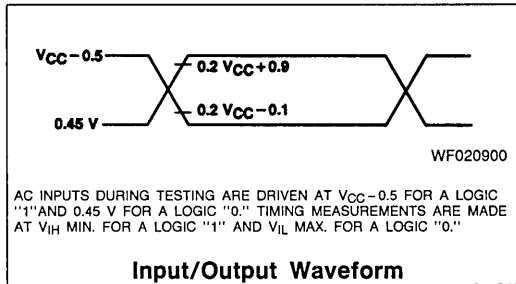 VCC-0.5
0.2 VCC+0.9
0.2 VCC-0.1
0.45 V
WF020900
AC INPUTS DURING TESTING ARE DRIVEN AT VCC-0.5 FOR A LOGIC
"1"AND 0.45 V FOR A LOGIC "0." TIMING MEASUREMENTS ARE MADE
AT VIH MIN. FOR A LOGIC "1" AND VIL MAX. FOR A LOGIC "0."
Input/Output Waveform